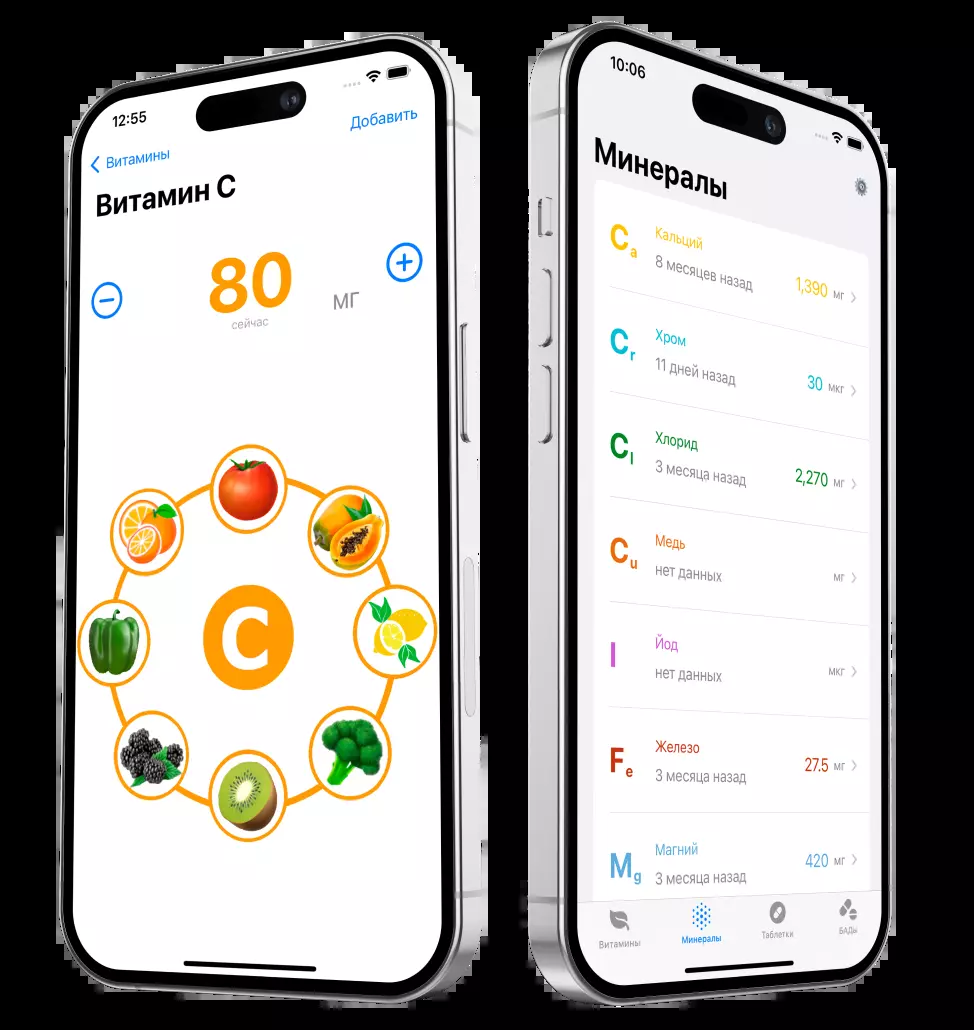 12:55
Добавить
Витамины
Витамин C
80
мг
сейчас
C
10:06
Минералы
Ca
Кальций
8 месяцев назад
1,390 мг
Cr
Хром
11 дней назад
30 мкг
Cl
Хлорид
3 месяца назад
2,270 мг
Cu
Медь
нет данных
мг
I
Йод
нет данных
мкг
Fe
Железо
3 месяца назад
27.5 мг
Mg
Магний
3 месяца назад
420 мг
Витамины
Минералы
Таблетки
БАДы